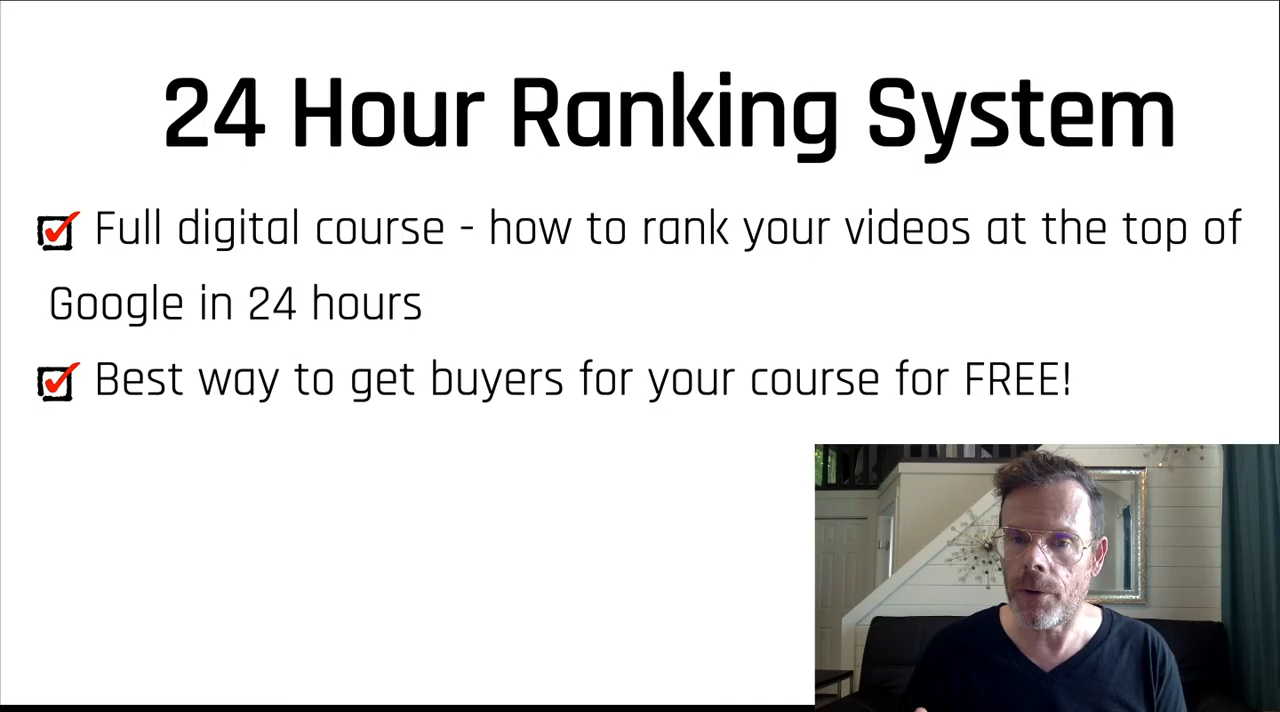 24 Hour Ranking System
Full digital course - how to rank your videos at the top of
Google in 24 hours
Best way to get buyers for your course for FREE!